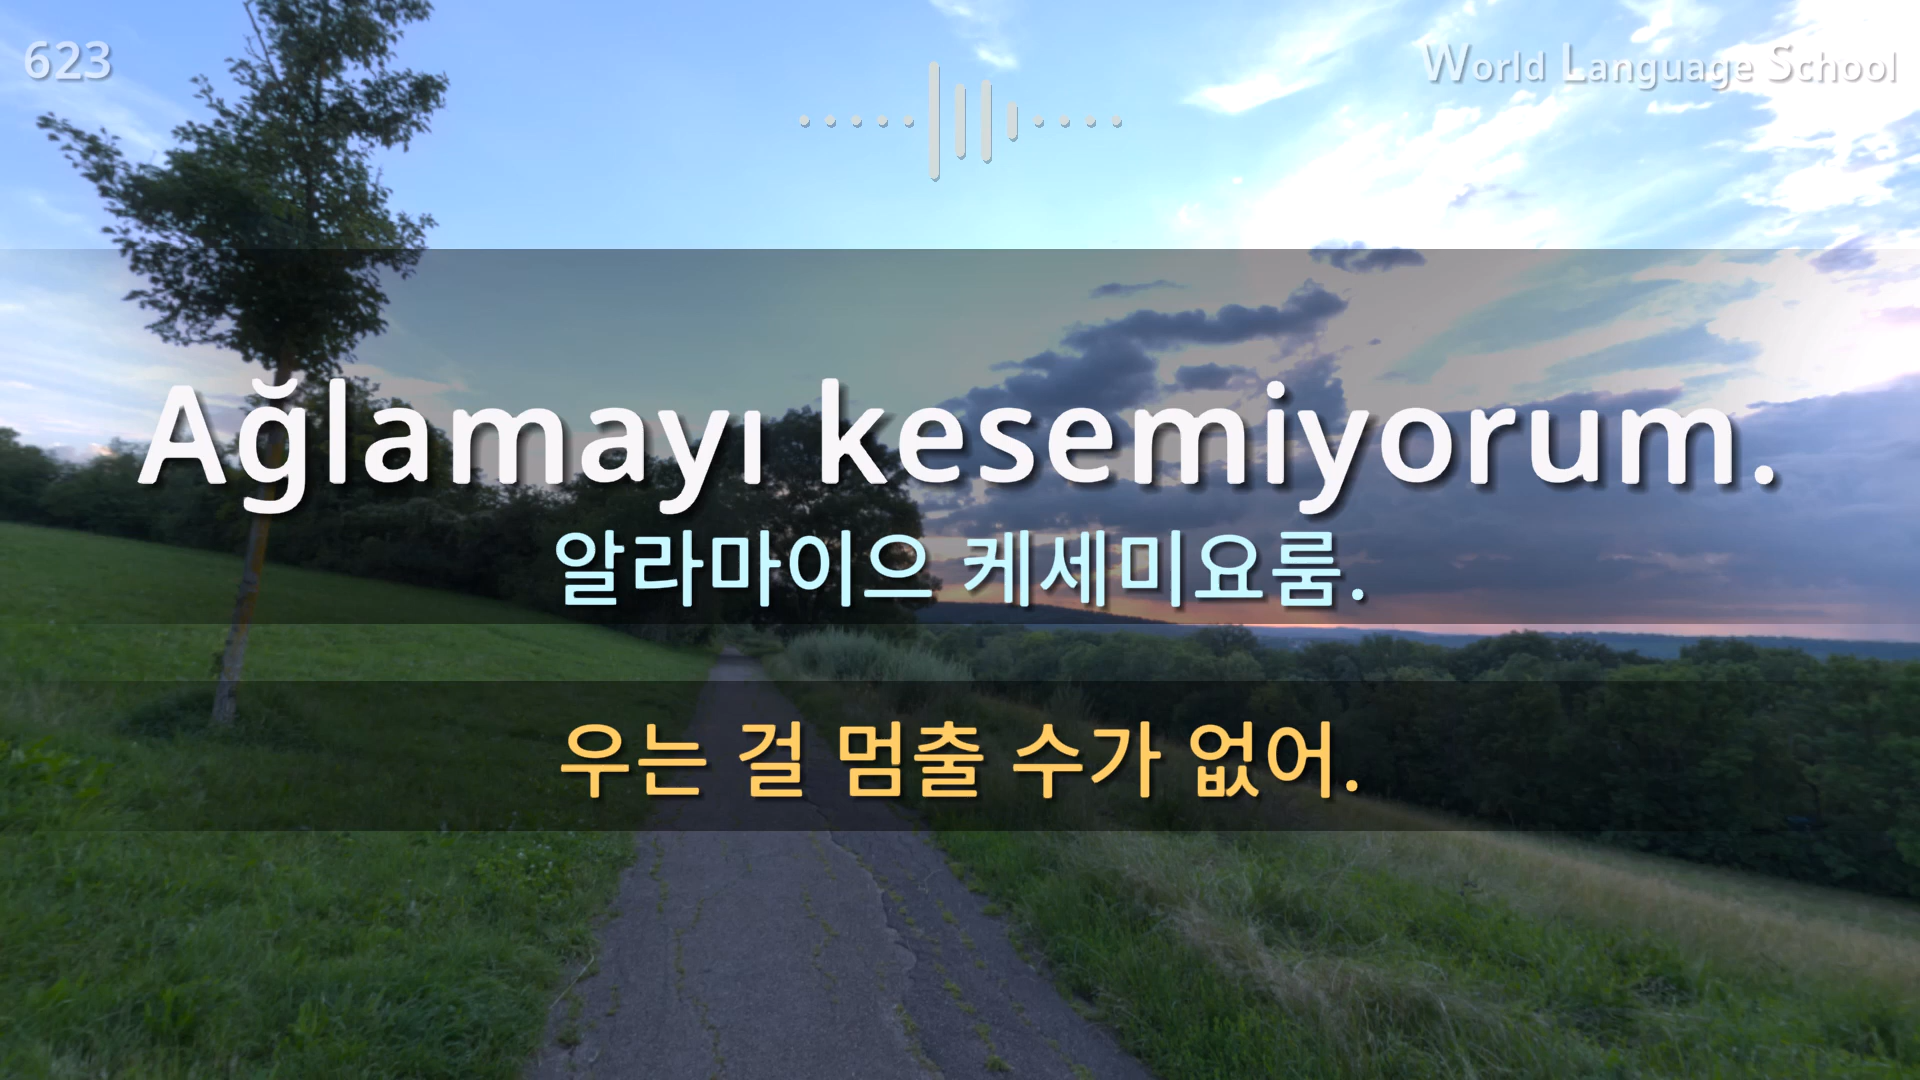 623
World Language School
Ağlamayı kesemiyorum.
알라마이으 케세미요룸.
우는 걸 멈출 수가 없어.